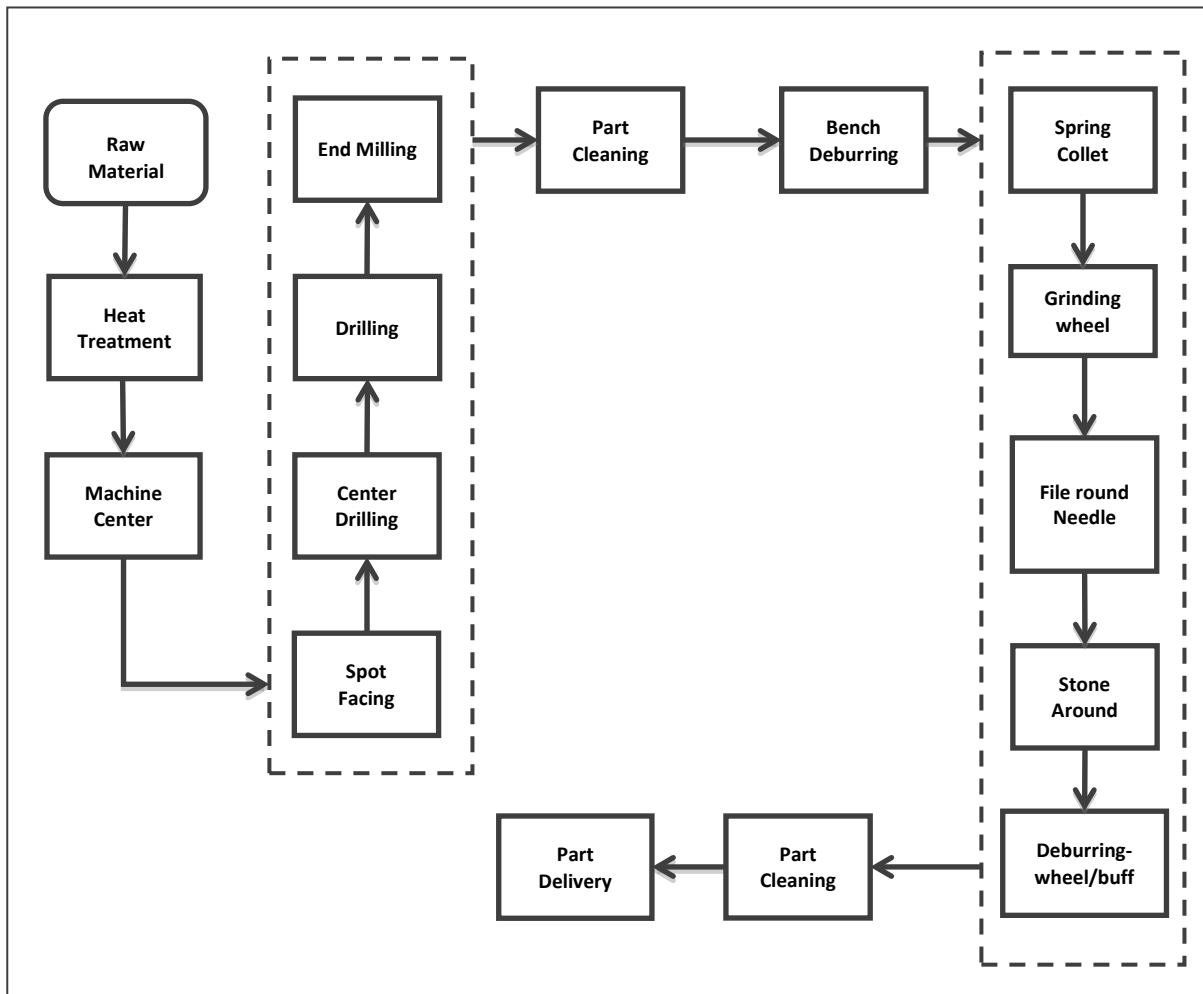 Raw
Material
Heat
Treatment
Machine
Center
Spot
Facing
Center
Drilling
Drilling
End Milling
Part
Cleaning
Bench
Deburring
Spring
Collet
Grinding
wheel
File round
Needle
Stone
Around
Deburring-
wheel/buff
Part
Cleaning
Part
Delivery